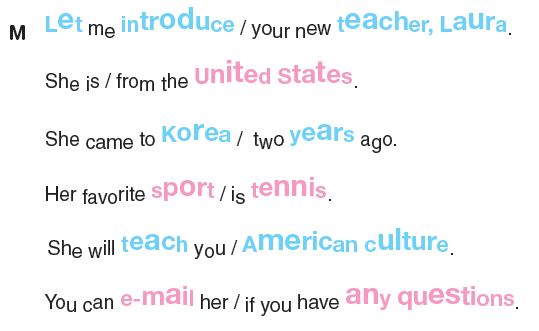 M Let me introduce / your new teacher, Laura.
She is / from the United States.
She came to Korea / two years ago.
Her favorite sport / is tennis.
She will teach you / American culture.
You can e-mail her / if you have any questions.